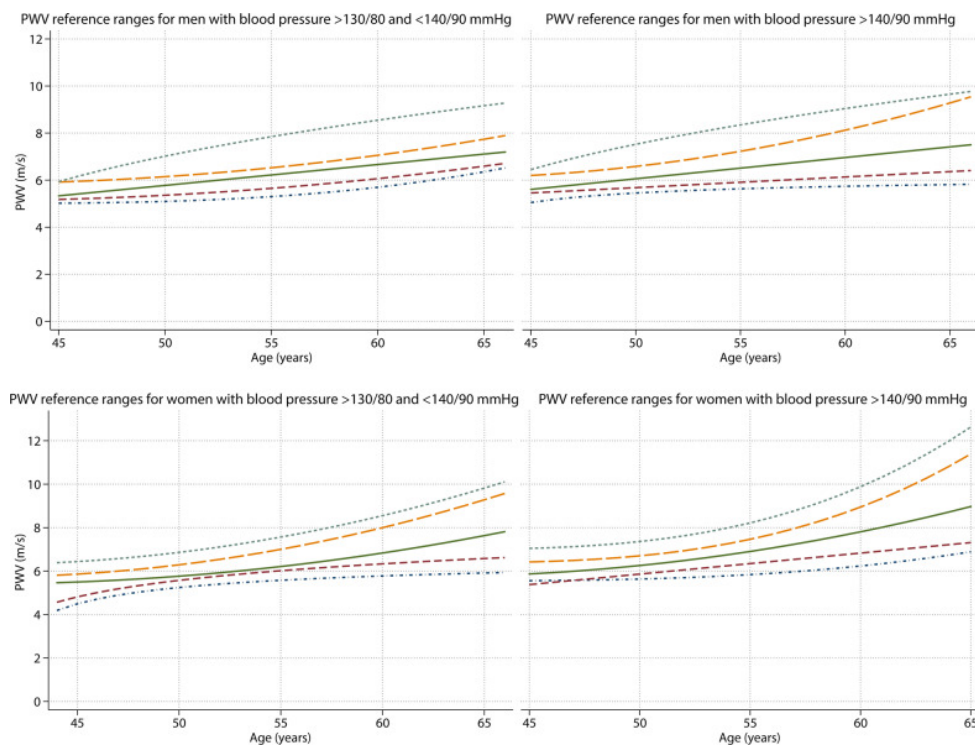 PWV reference ranges for men with blood pressure >130/80 and <140/90 mmHg
12
10
8
6
4
2
0
PWV (m/s)
45 50 55 60 65
Age (years)
PWV reference ranges for men with blood pressure >140/90 mmHg
45 50 55 60 65
Age (years)
PWV reference ranges for women with blood pressure >130/80 and <140/90 mmHg
12
10
8
6
4
2
0
PWV (m/s)
45 50 55 60 65
Age (years)
PWV reference ranges for women with blood pressure >140/90 mmHg
45 50 55 60 65
Age (years)